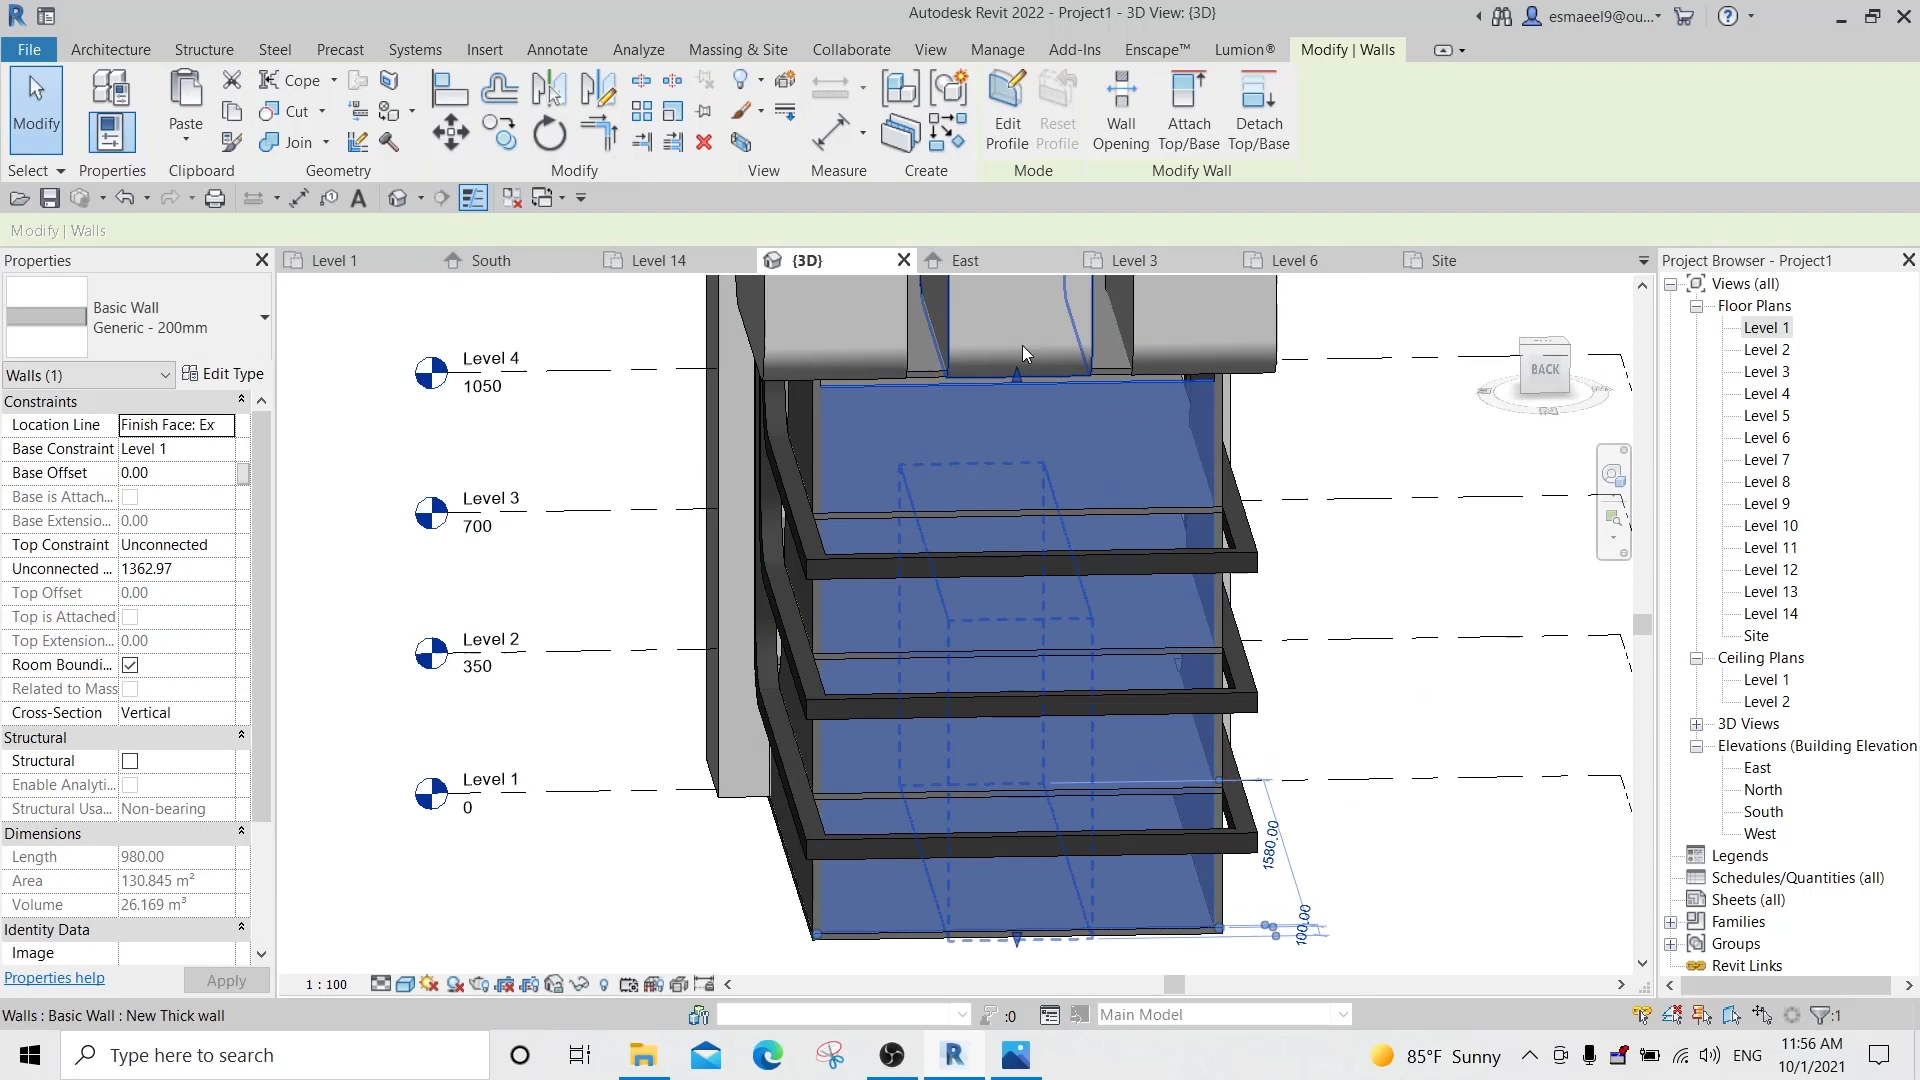 Autodesk Revit 2022 - Project1 - 3D View: {3D}
esmaeel9@ou...
File
Architecture
Structure
Steel
Precast
Systems
Insert
Annotate
Analyze
Massing & Site
Collaborate
View
Manage
Add-Ins
Enscape™
Lumion®
Modify | Walls
Modify
Paste
Cope
Cut
Join
Edit
Profile
Reset
Profile
Wall
Opening
Attach
Top/Base
Detach
Top/Base
Select
Properties
Clipboard
Geometry
Modify
View
Measure
Create
Mode
Modify Wall
Modify | Walls
Properties
Level 1
South
Level 14
{3D}
East
Level 3
Level 6
Site
Project Browser - Project1
Basic Wall
Generic - 200mm
Walls (1)
Edit Type
Constraints
Location Line
Finish Face: Ex
Base Constraint
Level 1
Base Offset
0.00
Base is Attach...
Base Extensio...
0.00
Top Constraint
Unconnected
Unconnected ...
1362.97
Top Offset
0.00
Top is Attached
Top Extension...
0.00
Room Boundi...
Related to Mass
Cross-Section
Vertical
Structural
Structural
Enable Analyti...
Structural Usa...
Non-bearing
Dimensions
Length
980.00
Area
130.845 m²
Volume
26.169 m³
Identity Data
Image
Properties help
Apply
Level 4
1050
Level 3
700
Level 2
350
Level 1
0
1580.00
100.00
BACK
Views (all)
Floor Plans
Level 1
Level 2
Level 3
Level 4
Level 5
Level 6
Level 7
Level 8
Level 9
Level 10
Level 11
Level 12
Level 13
Level 14
Site
Ceiling Plans
Level 1
Level 2
3D Views
Elevations (Building Elevation
East
North
South
West
Legends
Schedules/Quantities (all)
Sheets (all)
Families
Groups
Revit Links
1 : 100
Walls : Basic Wall : New Thick wall
:0
Main Model
:1
Type here to search
85°F Sunny
ENG
11:56 AM
10/1/2021